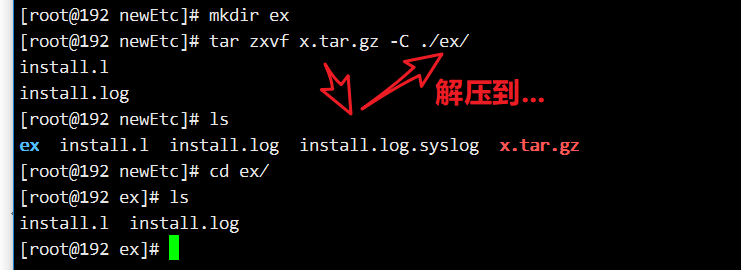 [root@192 newEtc]# mkdir ex
[root@192 newEtc]# tar zxvf x.tar.gz -C ./ex/
install.l
install.log
解压到...
[root@192 newEtc]# ls
ex  install.l  install.log  install.log.syslog  x.tar.gz
[root@192 newEtc]# cd ex/
[root@192 ex]# ls
install.l  install.log
[root@192 ex]#